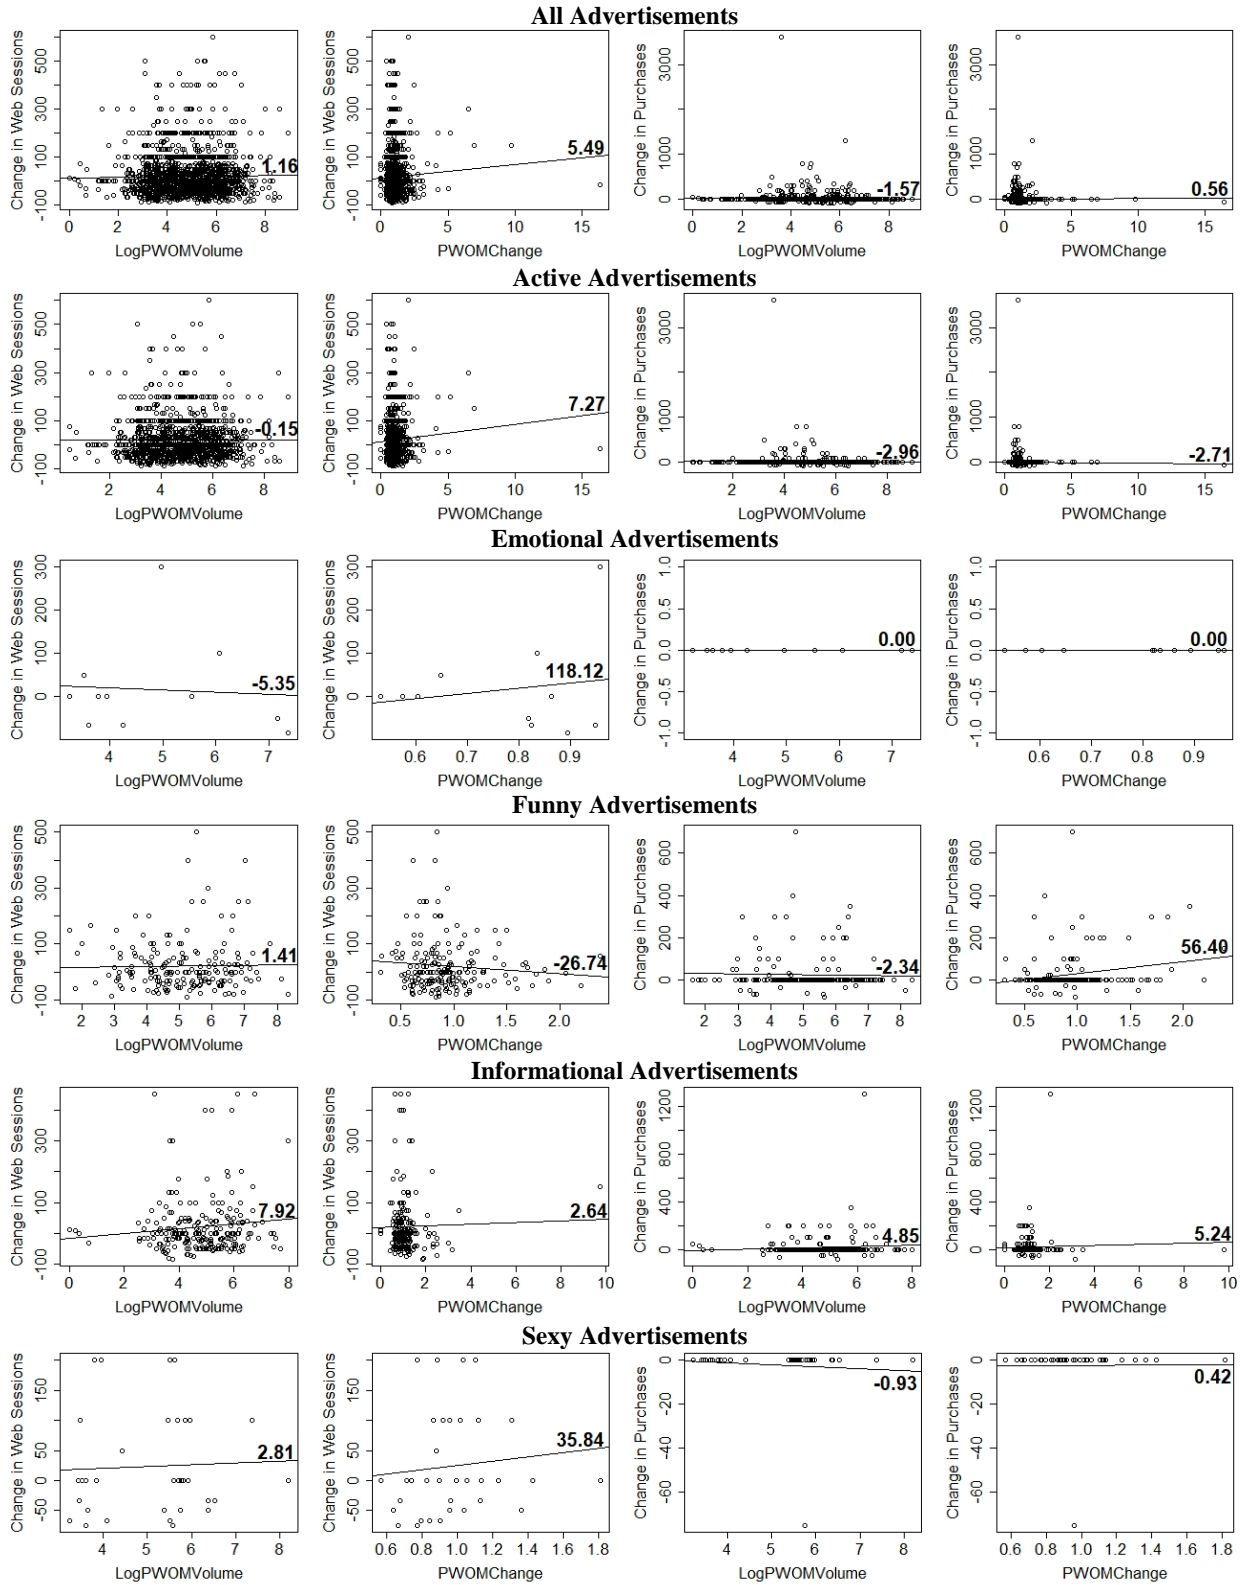 All Advertisements
Change in Web Sessions
-100 100 300 500
1.16
0 2 4 6 8
LogPWOMVolume
Change in Web Sessions
-100 100 300 500
5.49
0 5 10 15
PWOMChange
Change in Purchases
0 1000 3000
-1.57
0 2 4 6 8
LogPWOMVolume
Change in Purchases
0 1000 3000
0.56
0 5 10 15
PWOMChange
Active Advertisements
Change in Web Sessions
-100 100 300 500
-0.15
2 4 6 8
LogPWOMVolume
Change in Web Sessions
-100 100 300 500
7.27
0 5 10 15
PWOMChange
Change in Purchases
0 1000 3000
-2.96
2 4 6 8
LogPWOMVolume
Change in Purchases
0 1000 3000
-2.71
0 5 10 15
PWOMChange
Emotional Advertisements
Change in Web Sessions
0 100 200 300
-5.35
4 5 6 7
LogPWOMVolume
Change in Web Sessions
0 100 200 300
118.12
0.6 0.7 0.8 0.9
PWOMChange
Change in Purchases
-1.0 -0.5 0.0 0.5 1.0
0.00
4 5 6 7
LogPWOMVolume
Change in Purchases
-1.0 -0.5 0.0 0.5 1.0
0.00
0.6 0.7 0.8 0.9
PWOMChange
Funny Advertisements
Change in Web Sessions
-100 100 300 500
1.41
2 3 4 5 6 7 8
LogPWOMVolume
Change in Web Sessions
-100 100 300 500
-26.74
0.5 1.0 1.5 2.0
PWOMChange
Change in Purchases
0 200 400 600
-2.34
2 3 4 5 6 7 8
LogPWOMVolume
Change in Purchases
0 200 400 600
56.40
0.5 1.0 1.5 2.0
PWOMChange
Informational Advertisements
Change in Web Sessions
-100 100 300
7.92
0 2 4 6 8
LogPWOMVolume
Change in Web Sessions
-100 100 300
2.64
0 2 4 6 8 10
PWOMChange
Change in Purchases
0 400 800 1200
4.85
0 2 4 6 8
LogPWOMVolume
Change in Purchases
0 400 800 1200
5.24
0 2 4 6 8 10
PWOMChange
Sexy Advertisements
Change in Web Sessions
-50 0 50 150
2.81
4 5 6 7 8
LogPWOMVolume
Change in Web Sessions
-50 0 50 150
35.84
0.6 0.8 1.0 1.2 1.4 1.6 1.8
PWOMChange
Change in Purchases
-60 -40 -20 0
-0.93
4 5 6 7 8
LogPWOMVolume
Change in Purchases
-60 -40 -20 0
0.42
0.6 0.8 1.0 1.2 1.4 1.6 1.8
PWOMChange